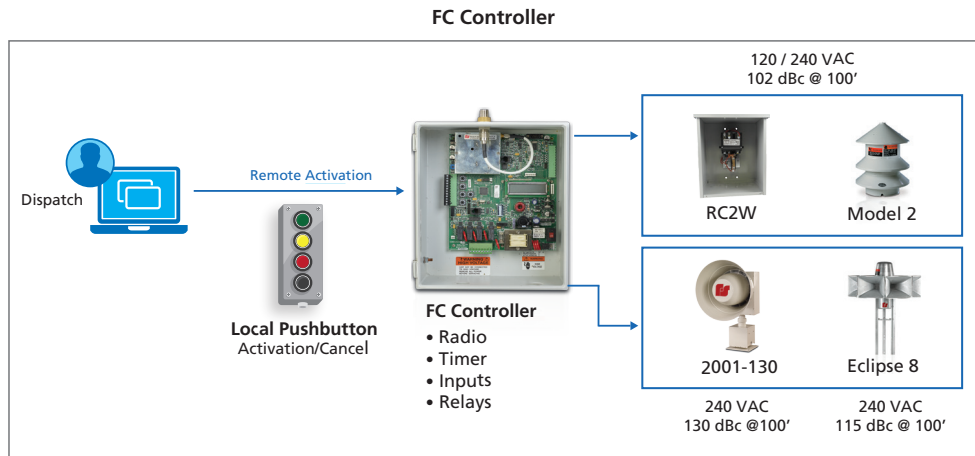 FC Controller
120 / 240 VAC
102 dBc @ 100’
Dispatch
Remote Activation
RC2W
Model 2
Local Pushbutton
Activation/Cancel
FC Controller
• Radio
• Timer
• Inputs
• Relays
2001-130
Eclipse 8
240 VAC
130 dBc @100’
240 VAC
115 dBc @ 100’